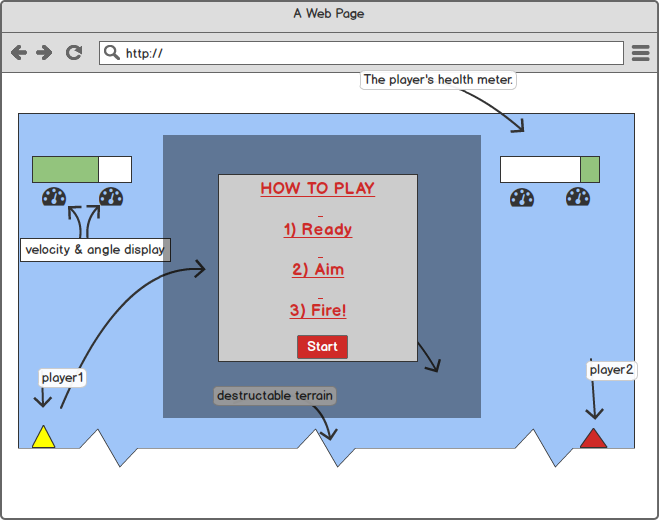 A Web Page
http://
The player's health meter.
HOW TO PLAY
1) Ready
2) Aim
3) Fire!
Start
velocity & angle display
player1
destructable terrain
player2